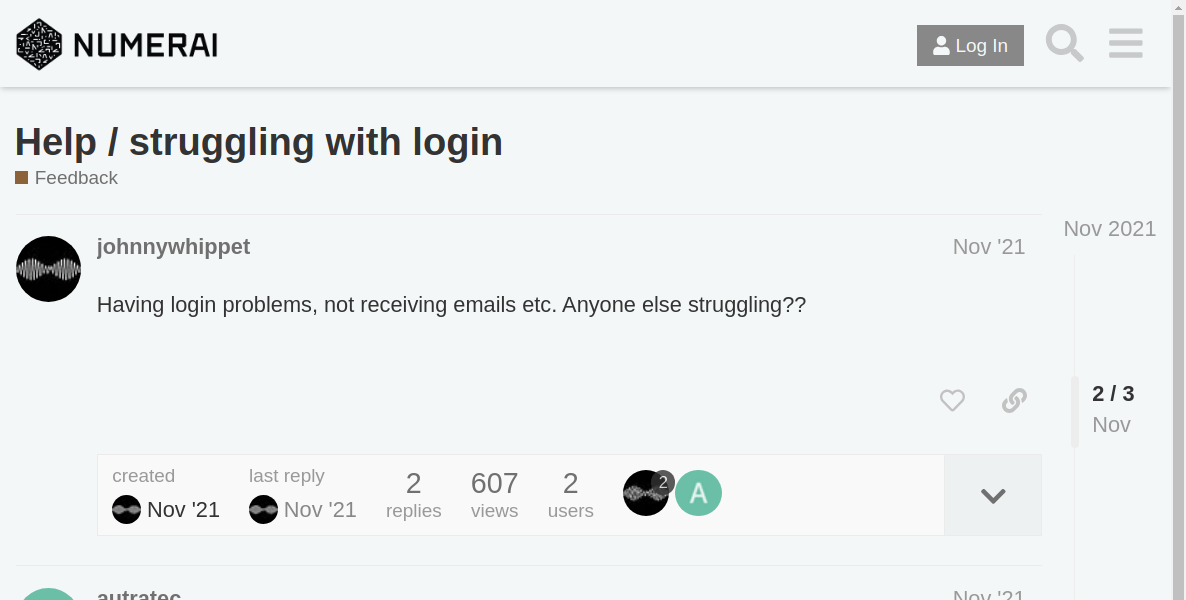 NUMERAI
Log In
Help / struggling with login
Feedback
Nov 2021
johnnywhippet
Nov '21
Having login problems, not receiving emails etc. Anyone else struggling??
2 / 3
Nov
created
Nov '21
last reply
Nov '21
2
replies
607
views
2
users
2
A
autratec
Nov '21